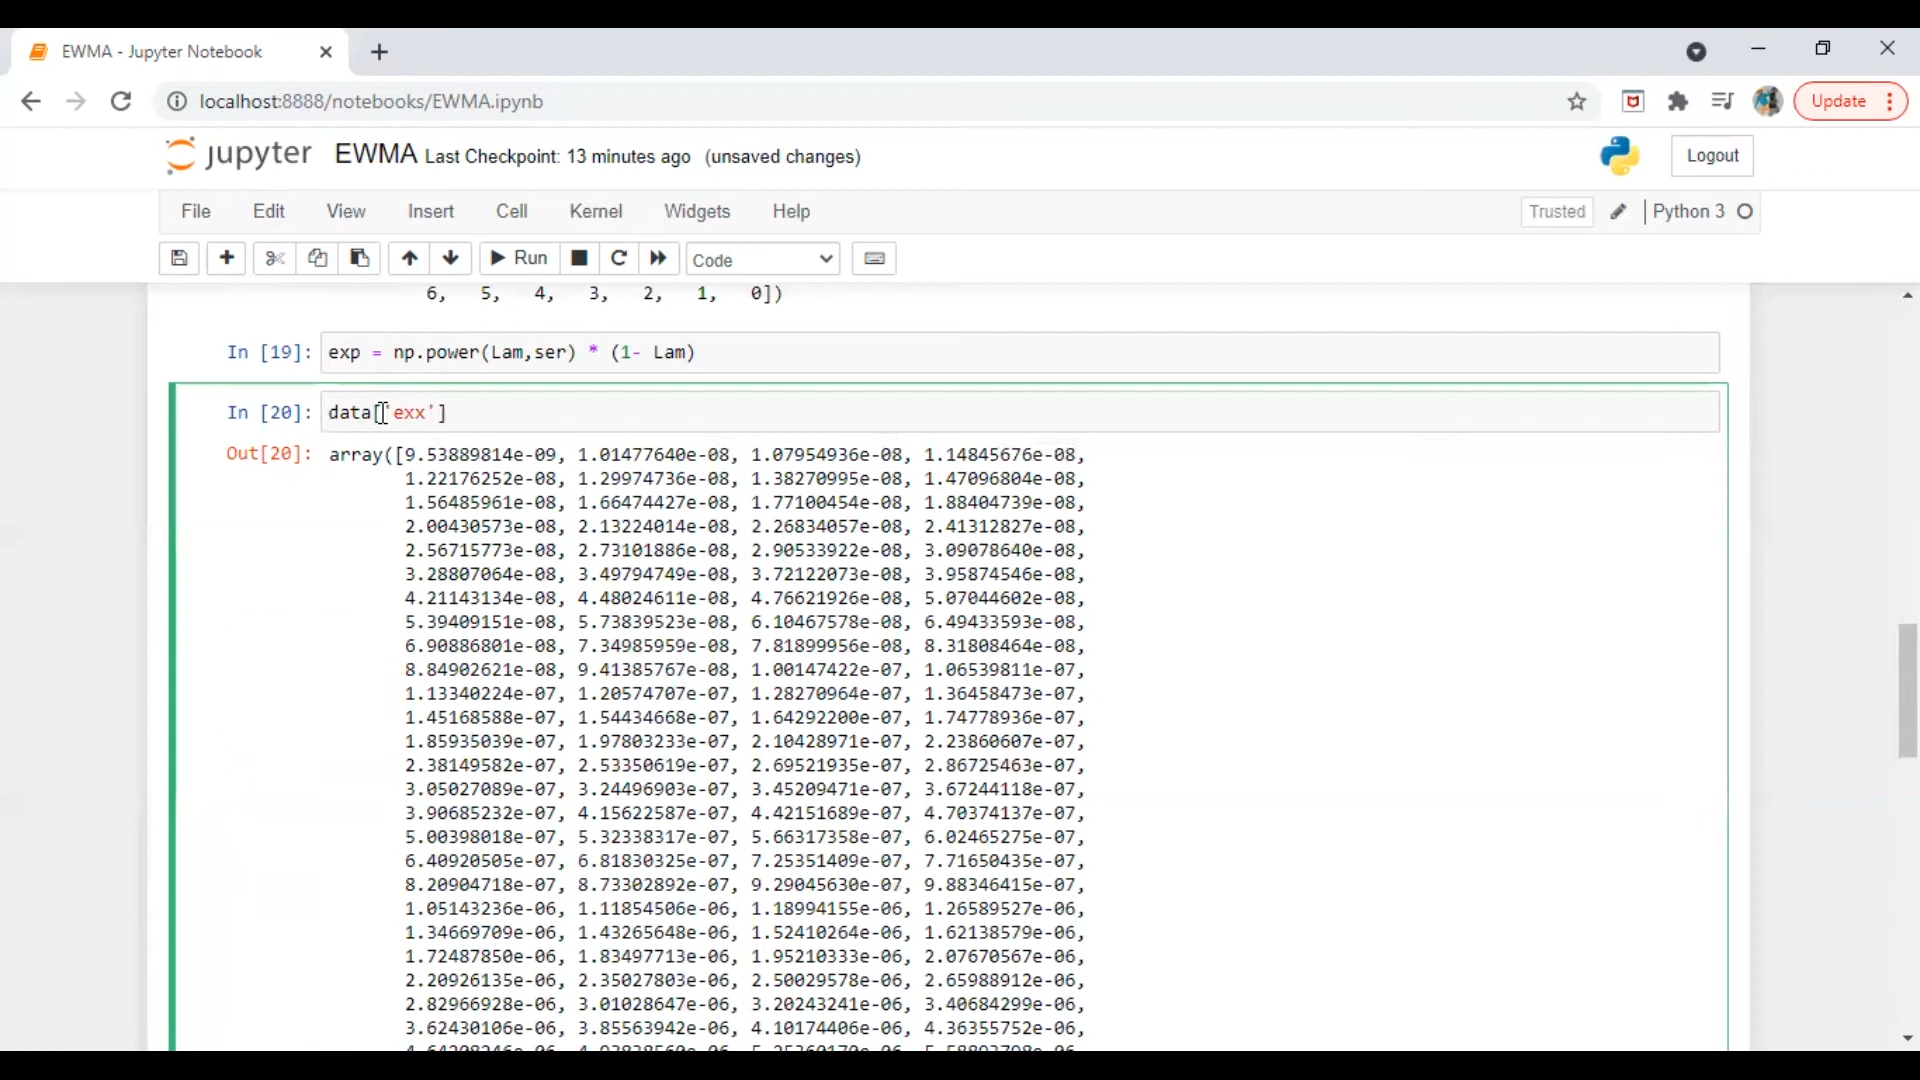 EWMA - Jupyter Notebook
localhost:8888/notebooks/EWMA.ipynb
Update
jupyter EWMA Last Checkpoint: 13 minutes ago (unsaved changes)
Logout
File Edit View Insert Cell Kernel Widgets Help
Trusted Python 3
Run Code
6, 5, 4, 3, 2, 1, 0])
In [19]: exp = np.power(Lam,ser) * (1- Lam)
In [20]: data['exx']
Out[20]: array([9.53889814e-09, 1.01477640e-08, 1.07954936e-08, 1.14845676e-08,
1.22176252e-08, 1.29974736e-08, 1.38270995e-08, 1.47096804e-08,
1.56485961e-08, 1.66474427e-08, 1.77100454e-08, 1.88404739e-08,
2.00430573e-08, 2.13224014e-08, 2.26834057e-08, 2.41312827e-08,
2.56715773e-08, 2.73101886e-08, 2.90533922e-08, 3.09078640e-08,
3.28807064e-08, 3.49794749e-08, 3.72122073e-08, 3.95874546e-08,
4.21143134e-08, 4.48024611e-08, 4.76621926e-08, 5.07044602e-08,
5.39409151e-08, 5.73839523e-08, 6.10467578e-08, 6.49433593e-08,
6.90886801e-08, 7.34985959e-08, 7.81899956e-08, 8.31808464e-08,
8.84902621e-08, 9.41385767e-08, 1.00147422e-07, 1.06539811e-07,
1.13340224e-07, 1.20574707e-07, 1.28270964e-07, 1.36458473e-07,
1.45168588e-07, 1.54434668e-07, 1.64292200e-07, 1.74778936e-07,
1.85935039e-07, 1.97803233e-07, 2.10428971e-07, 2.23860607e-07,
2.38149582e-07, 2.53350619e-07, 2.69521935e-07, 2.86725463e-07,
3.05027089e-07, 3.24496903e-07, 3.45209471e-07, 3.67244118e-07,
3.90685232e-07, 4.15622587e-07, 4.42151689e-07, 4.70374137e-07,
5.00398018e-07, 5.32338317e-07, 5.66317358e-07, 6.02465275e-07,
6.40920505e-07, 6.81830325e-07, 7.25351409e-07, 7.71650435e-07,
8.20904718e-07, 8.73302892e-07, 9.29045630e-07, 9.88346415e-07,
1.05143236e-06, 1.11854506e-06, 1.18994155e-06, 1.26589527e-06,
1.34669709e-06, 1.43265648e-06, 1.52410264e-06, 1.62138579e-06,
1.72487850e-06, 1.83497713e-06, 1.95210333e-06, 2.07670567e-06,
2.20926135e-06, 2.35027803e-06, 2.50029578e-06, 2.65988912e-06,
2.82966928e-06, 3.01028647e-06, 3.20243241e-06, 3.40684299e-06,
3.62430106e-06, 3.85563942e-06, 4.10174406e-06, 4.36355752e-06,